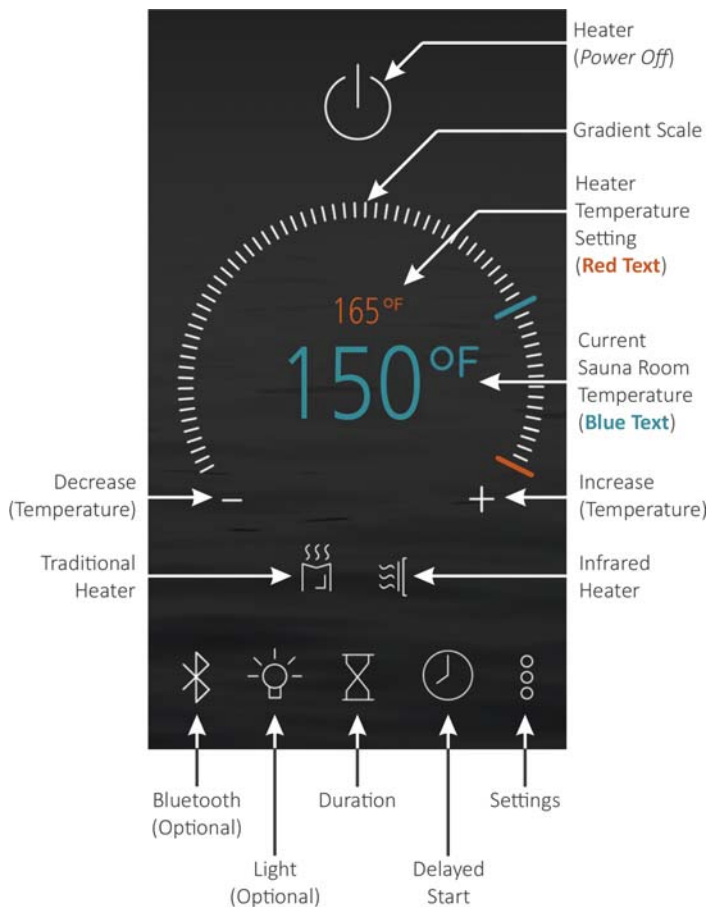 Heater
(Power Off)
Gradient Scale
Heater
Temperature
Setting
(Red Text)
165°F
150°F
Current
Sauna Room
Temperature
(Blue Text)
Decrease
(Temperature)
−
+
Increase
(Temperature)
Traditional
Heater
Infrared
Heater
Bluetooth
(Optional)
Duration
Settings
Light
(Optional)
Delayed
Start